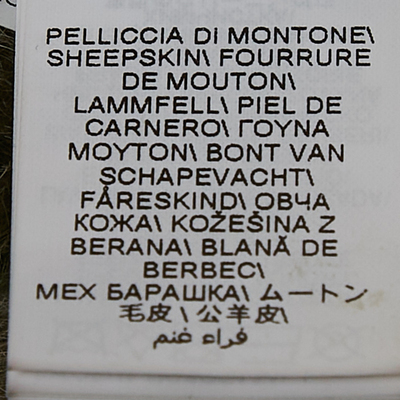 PELLICCIA DI MONTONE\
SHEEPSKIN\ FOURRURE
DE MOUTON\
LAMMFELL\ PIEL DE
CARNERO\ ΓΟΥΝΑ
ΜΟΥΤΟΝ\ BONT VAN
SCHAPEVACHT\
FÅRESKIND\ ОВЧА
КОЖА\ KOŽEŠINA Z
BERANA\ BLANĂ DE
BERBEC\
МЕХ БАРАШКА\ ムートン
毛皮\ 公羊皮\
فراء غنم